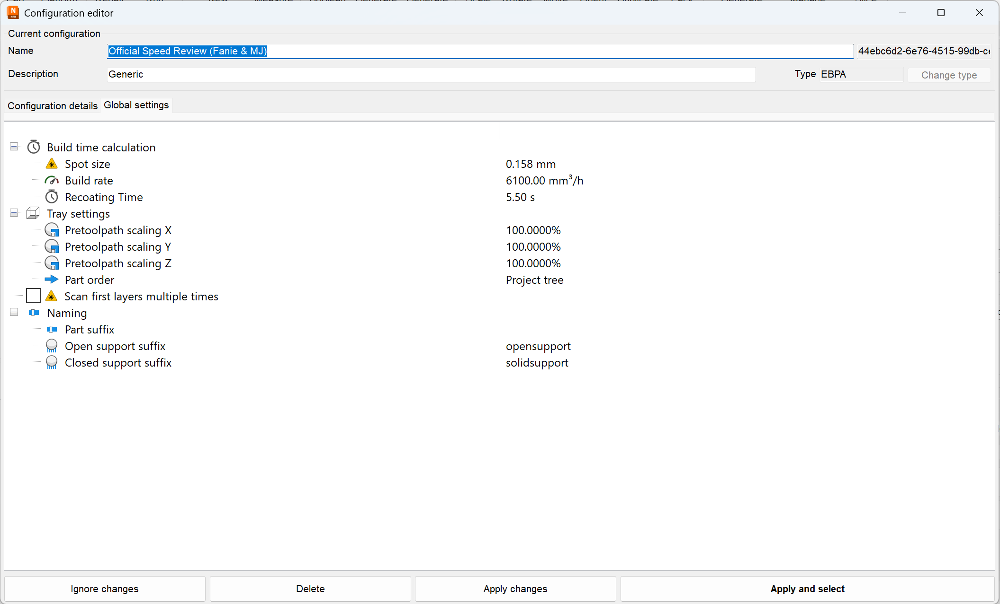 Configuration editor
Current configuration
Name Official Speed Review (Fanie & MJ) 44ebc6d2-6e76-4515-99db-ce
Description Generic Type EBPA Change type
Configuration details Global settings
Build time calculation
Spot size 0.158 mm
Build rate 6100.00 mm³/h
Recoating Time 5.50 s
Tray settings
Pretoolpath scaling X 100.0000%
Pretoolpath scaling Y 100.0000%
Pretoolpath scaling Z 100.0000%
Part order Project tree
Scan first layers multiple times
Naming
Part suffix
Open support suffix opensupport
Closed support suffix solidsupport
Ignore changes Delete Apply changes Apply and select